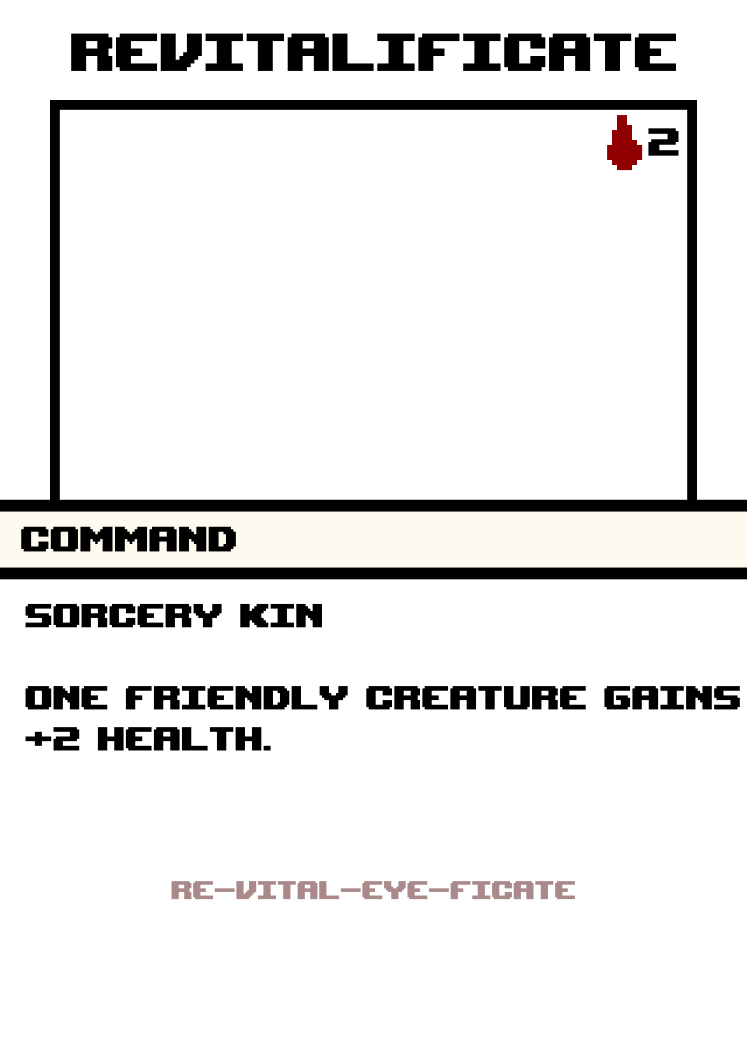 REVITALIFICATE
2
COMMAND
SORCERY KIN
ONE FRIENDLY CREATURE GAINS
+2 HEALTH.
RE-VITAL-EYE-FICATE